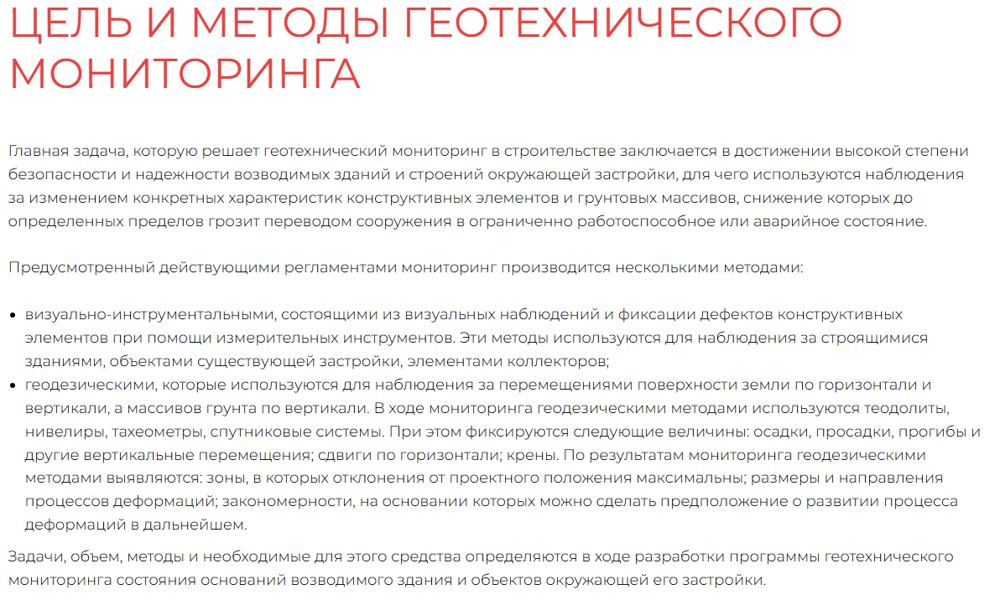 ЦЕЛЬ И МЕТОДЫ ГЕОТЕХНИЧЕСКОГО
МОНИТОРИНГА
Главная задача, которую решает геотехнический мониторинг в строительстве заключается в достижении высокой степени
безопасности и надежности возводимых зданий и строений окружающей застройки, для чего используются наблюдения
за изменением конкретных характеристик конструктивных элементов и грунтовых массивов, снижение которых до
определенных пределов грозит переводом сооружения в ограниченно работоспособное или аварийное состояние.
Предусмотренный действующими регламентами мониторинг производится несколькими методами:
• визуально-инструментальными, состоящими из визуальных наблюдений и фиксации дефектов конструктивных
элементов при помощи измерительных инструментов. Эти методы используются для наблюдения за строящимися
зданиями, объектами существующей застройки, элементами коллекторов;
• геодезическими, которые используются для наблюдения за перемещениями поверхности земли по горизонтали и
вертикали, а массивов грунта по вертикали. В ходе мониторинга геодезическими методами используются теодолиты,
нивелиры, тахеометры, спутниковые системы. При этом фиксируются следующие величины: осадки, просадки, прогибы и
другие вертикальные перемещения; сдвиги по горизонтали; крены. По результатам мониторинга геодезическими
методами выявляются: зоны, в которых отклонения от проектного положения максимальны; размеры и направления
процессов деформаций; закономерности, на основании которых можно сделать предположение о развитии процесса
деформаций в дальнейшем.
Задачи, объем, методы и необходимые для этого средства определяются в ходе разработки программы геотехнического
мониторинга состояния оснований возводимого здания и объектов окружающей его застройки.